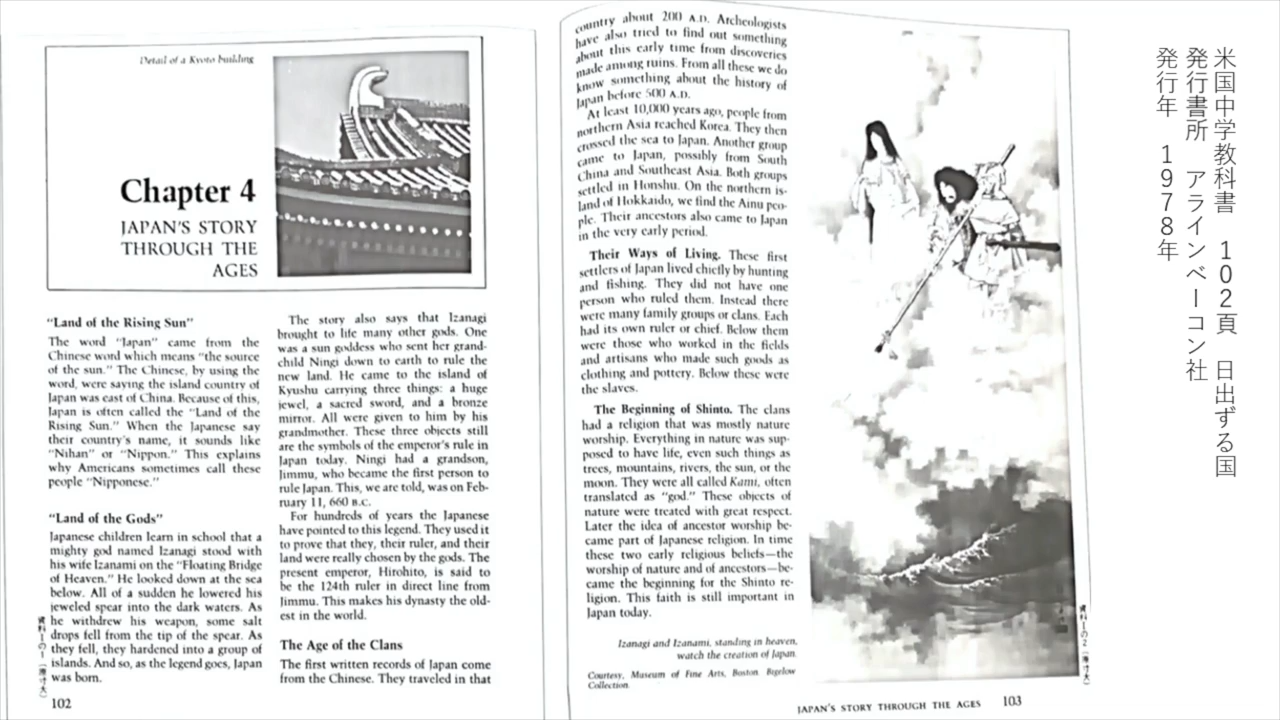 Detail of a Kyoto building
Chapter 4
JAPAN'S STORY
THROUGH THE
AGES
"Land of the Rising Sun"
The word "Japan" came from the
Chinese word which means "the source
of the sun." The Chinese, by using the
word, were saying the island country of
Japan was east of China. Because of this,
Japan is often called the "Land of the
Rising Sun." When the Japanese say
their country's name, it sounds like
"Nihan" or "Nippon." This explains
why Americans sometimes call these
people "Nipponese."
"Land of the Gods"
Japanese children learn in school that a
mighty god named Izanagi stood with
his wife Izanami on the "Floating Bridge
of Heaven." He looked down at the sea
below. All of a sudden he lowered his
jeweled spear into the dark waters. As
he withdrew his weapon, some salt
drops fell from the tip of the spear. As
they fell, they hardened into a group of
islands. And so, as the legend goes, Japan
was born.
資料1の1(原寸大)
102
The story also says that Izanagi
brought to life many other gods. One
was a sun goddess who sent her grand-
child Ningi down to earth to rule the
new land. He came to the island of
Kyushu carrying three things: a huge
jewel, a sacred sword, and a bronze
mirror. All were given to him by his
grandmother. These three objects still
are the symbols of the emperor's rule in
Japan today. Ningi had a grandson,
Jimmu, who became the first person to
rule Japan. This, we are told, was on Feb-
ruary 11, 660 B.C.
For hundreds of years the Japanese
have pointed to this legend. They used it
to prove that they, their ruler, and their
land were really chosen by the gods. The
present emperor, Hirohito, is said to
be the 124th ruler in direct line from
Jimmu. This makes his dynasty the old-
est in the world.
The Age of the Clans
The first written records of Japan come
from the Chinese. They traveled in that
country about 200 A.D. Archeologists
have also tried to find out something
about this early time from discoveries
made among ruins. From all these we do
know something about the history of
Japan before 500 A.D.
At least 10,000 years ago, people from
northern Asia reached Korea. They then
crossed the sea to Japan. Another group
came to Japan, possibly from South
China and Southeast Asia. Both groups
settled in Honshu. On the northern is-
land of Hokkaido, we find the Ainu peo-
ple. Their ancestors also came to Japan
in the very early period.
Their Ways of Living. These first
settlers of Japan lived chiefly by hunting
and fishing. They did not have one
person who ruled them. Instead there
were many family groups or clans. Each
had its own ruler or chief. Below them
were those who worked in the fields
and artisans who made such goods as
clothing and pottery. Below these were
the slaves.
The Beginning of Shinto. The clans
had a religion that was mostly nature
worship. Everything in nature was sup-
posed to have life, even such things as
trees, mountains, rivers, the sun, or the
moon. They were all called Kami, often
translated as "god." These objects of
nature were treated with great respect.
Later the idea of ancestor worship be-
came part of Japanese religion. In time
these two early religious beliefs—the
worship of nature and of ancestors—be-
came the beginning for the Shinto re-
ligion. This faith is still important in
Japan today.
Izanagi and Izanami, standing in heaven,
watch the creation of Japan.
Courtesy, Museum of Fine Arts, Boston. Bigelow
Collection.
資料1の2(原寸大)
JAPAN'S STORY THROUGH THE AGES 103
米国中学教科書 102頁 日出ずる国
発行書所 アラインベーコン社
発行年 1978年